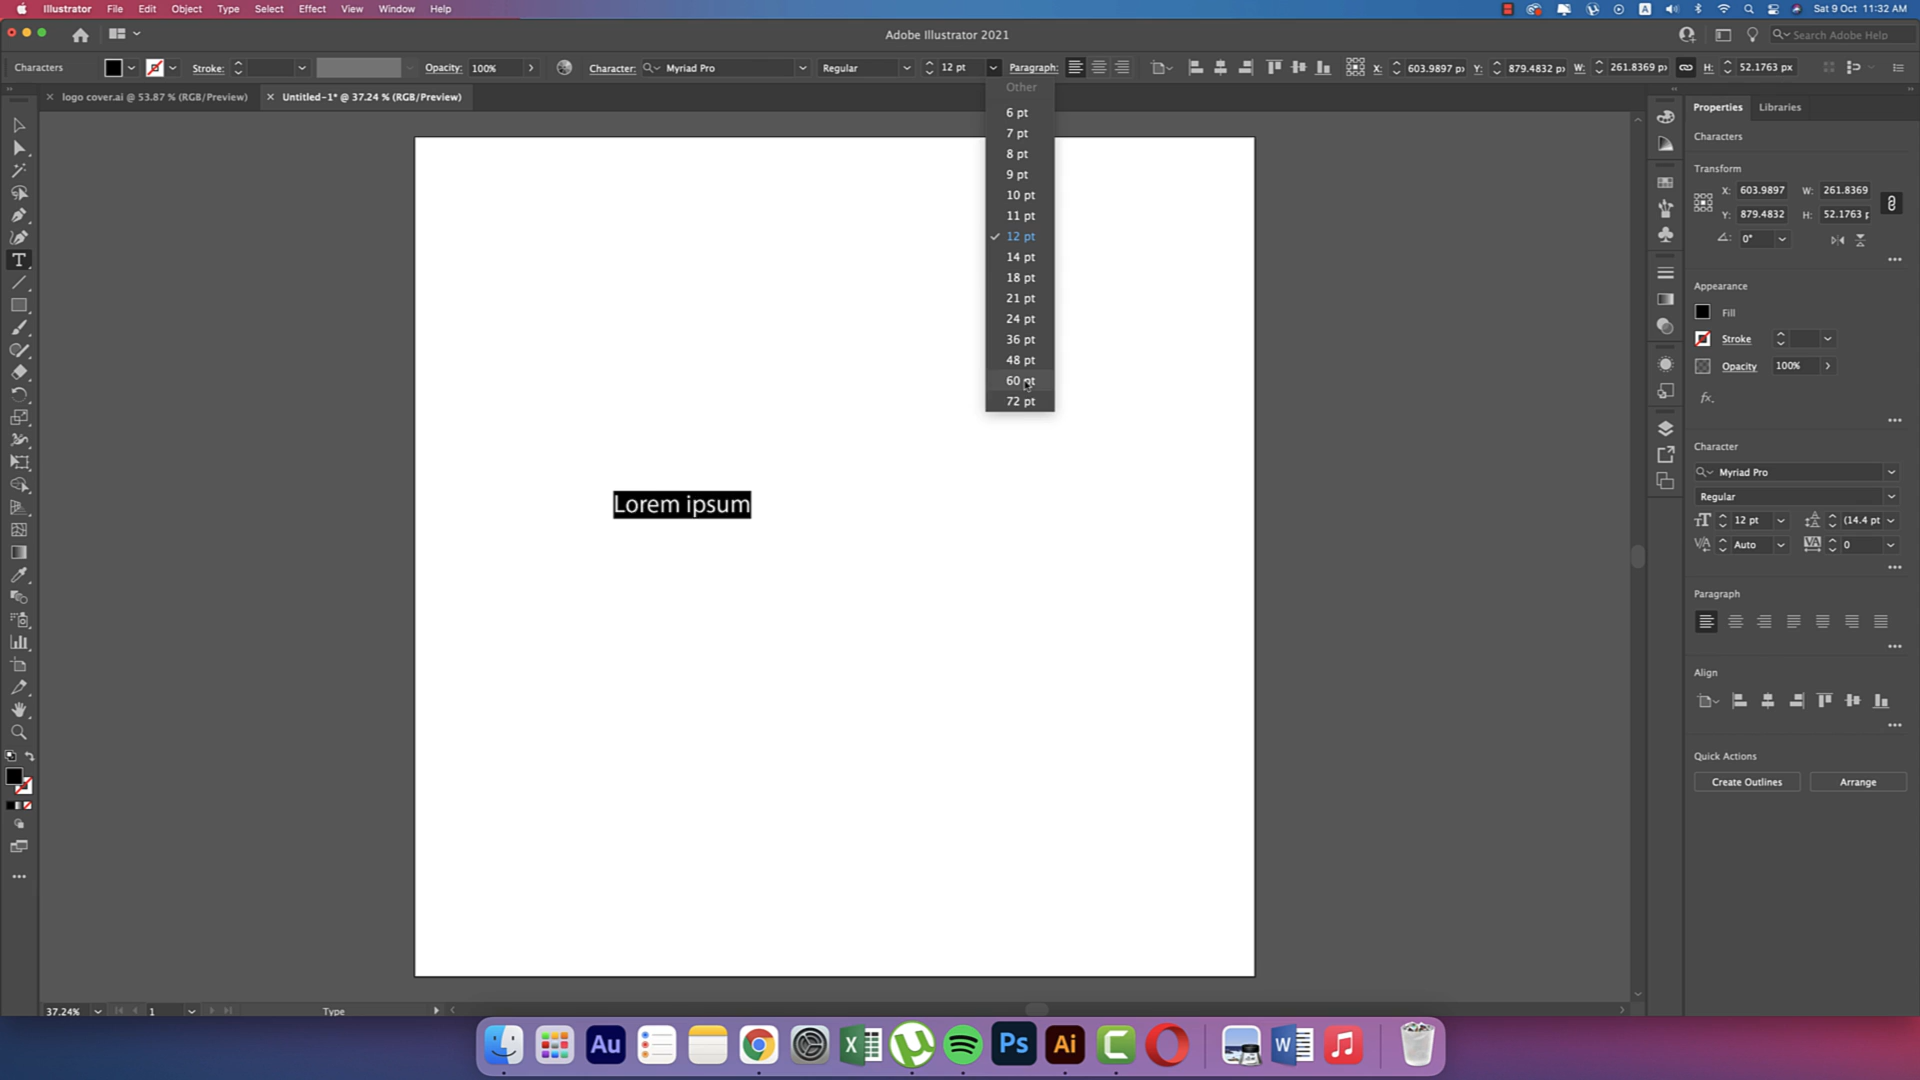 Illustrator File Edit Object Type Select Effect View Window Help
A Sat 9 Oct 11:32 AM
Adobe Illustrator 2021
Search Adobe Help
Characters
Stroke:
Opacity: 100%
Character: Myriad Pro
Regular
12 pt
Paragraph:
X: 603.9897 px
Y: 879.4832 px
W: 261.8369 px
H: 52.1763 px
logo cover.ai @ 53.87 % (RGB/Preview)
Untitled-1* @ 37.24 % (RGB/Preview)
Other
6 pt
7 pt
8 pt
9 pt
10 pt
11 pt
12 pt
14 pt
18 pt
21 pt
24 pt
36 pt
48 pt
60 pt
72 pt
Lorem ipsum
Properties Libraries
Characters
Transform
X: 603.9897 W: 261.8369
Y: 879.4832 H: 52.1763 p
0°
Appearance
Fill
Stroke
Opacity 100%
fx.
Character
Myriad Pro
Regular
12 pt (14.4 pt
Auto 0
Paragraph
Align
Quick Actions
Create Outlines Arrange
37.24% 1 Type
Au X Ps Ai C W